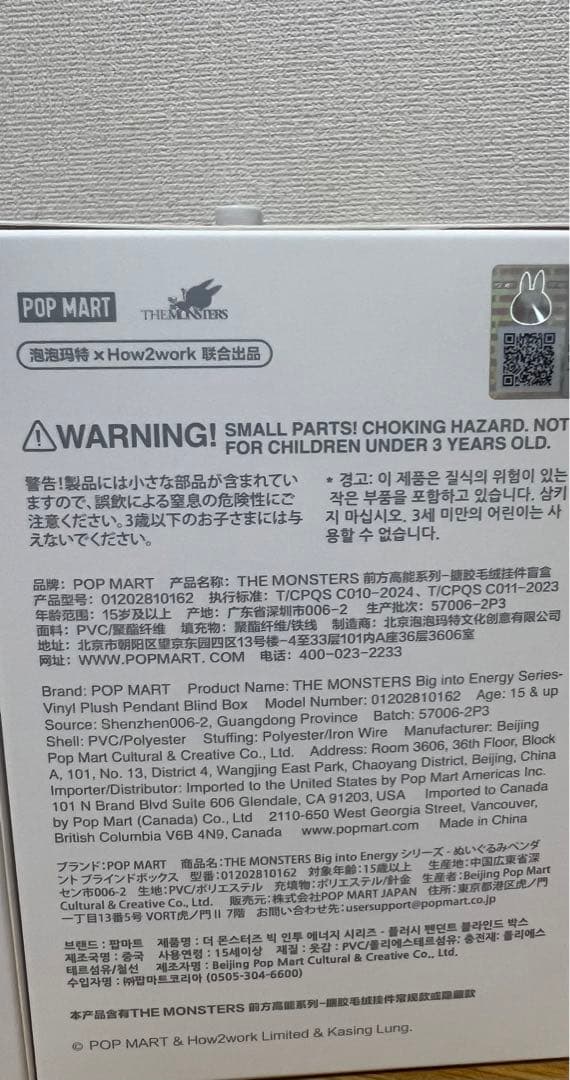 POP MART
THE MONSTERS
泡泡玛特×How2work 联合出品
WARNING! SMALL PARTS! CHOKING HAZARD. NOT
FOR CHILDREN UNDER 3 YEARS OLD.
警告!製品には小さな部品が含まれてい
ますので、誤飲による窒息の危険性にご
注意ください。3歳以下のお子さまには与
えないでください。
* 경고: 이 제품은 질식의 위험이 있는
작은 부품을 포함하고 있습니다. 삼키
지 마십시오. 3세 미만의 어린이는 사
용할 수 없습니다.
品牌: POP MART 产品名称: THE MONSTERS 前方高能系列-搪胶毛绒挂件盲盒
产品型号: 01202810162 执行标准: T/CPQS C010-2024、T/CPQS C011-2023
年龄范围: 15岁及以上 产地: 广东省深圳市006-2 生产批次: 57006-2P3
面料: PVC/聚酯纤维 填充物: 聚酯纤维/铁线 制造商: 北京泡泡玛特文化创意有限公司
地址: 北京市朝阳区望京东园四区13号楼-4至33层101内A座36层3606室
网址: WWW.POPMART. COM 电话: 400-023-2233
Brand: POP MART Product Name: THE MONSTERS Big into Energy Series-
Vinyl Plush Pendant Blind Box Model Number: 01202810162 Age: 15 & up
Source: Shenzhen006-2, Guangdong Province Batch: 57006-2P3
Shell: PVC/Polyester Stuffing: Polyester/Iron Wire Manufacturer: Beijing
Pop Mart Cultural & Creative Co., Ltd. Address: Room 3606, 36th Floor, Block
A, 101, No. 13, District 4, Wangjing East Park, Chaoyang District, Beijing, China
Importer/Distributor: Imported to the United States by Pop Mart Americas Inc.
101 N Brand Blvd Suite 606 Glendale, CA 91203, USA Imported to Canada
by Pop Mart (Canada) Co., Ltd 2110-650 West Georgia Street, Vancouver,
British Columbia V6B 4N9, Canada www.popmart.com Made in China
ブランド:POP MART 商品名:THE MONSTERS Big into Energy シリーズ - ぬいぐるみペンダ
ント ブラインドボックス 型番:01202810162 対象年齢:15歳以上 生産地:中国広東省深
セン市006-2 生地:PVC/ポリエステル 充填物:ポリエステル/針金 生産者:Beijing Pop Mart
Cultural & Creative Co., Ltd. 販売元:株式会社POP MART JAPAN 住所:東京都港区虎ノ門
一丁目13番5号 VORT虎ノ門II 7階 お問い合わせ先:usersupport@popmart.co.jp
브랜드 : 팝마트 제품명 : 더 몬스터즈 빅 인투 에너지 시리즈 - 플러시 펜던트 블라인드 박스
제조국명 : 중국 사용연령 : 15세이상 재질 : 옷감 : PVC/폴리에스테르섬유: 충전재: 폴리에스
테르섬유/철선 제조자명 : Beijing Pop Mart Cultural & Creative Co., Ltd.
수입자명 : ㈜팝마트코리아 (0505-304-6600)
本产品含有THE MONSTERS 前方高能系列-搪胶毛绒挂件常规款或隐藏款
© POP MART & How2work Limited & Kasing Lung.